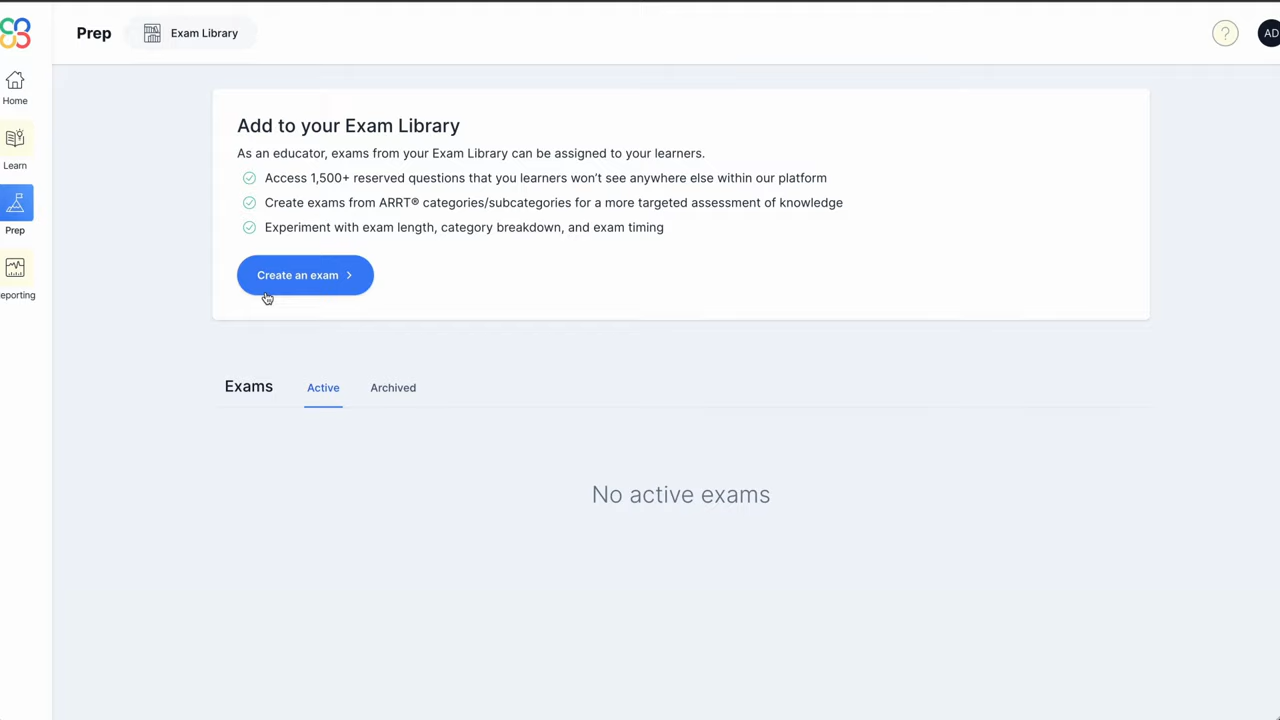 Prep
Exam Library
?
AD
Home
Learn
Prep
eporting
Add to your Exam Library
As an educator, exams from your Exam Library can be assigned to your learners.
Access 1,500+ reserved questions that you learners won't see anywhere else within our platform
Create exams from ARRT® categories/subcategories for a more targeted assessment of knowledge
Experiment with exam length, category breakdown, and exam timing
Create an exam >
Exams
Active
Archived
No active exams